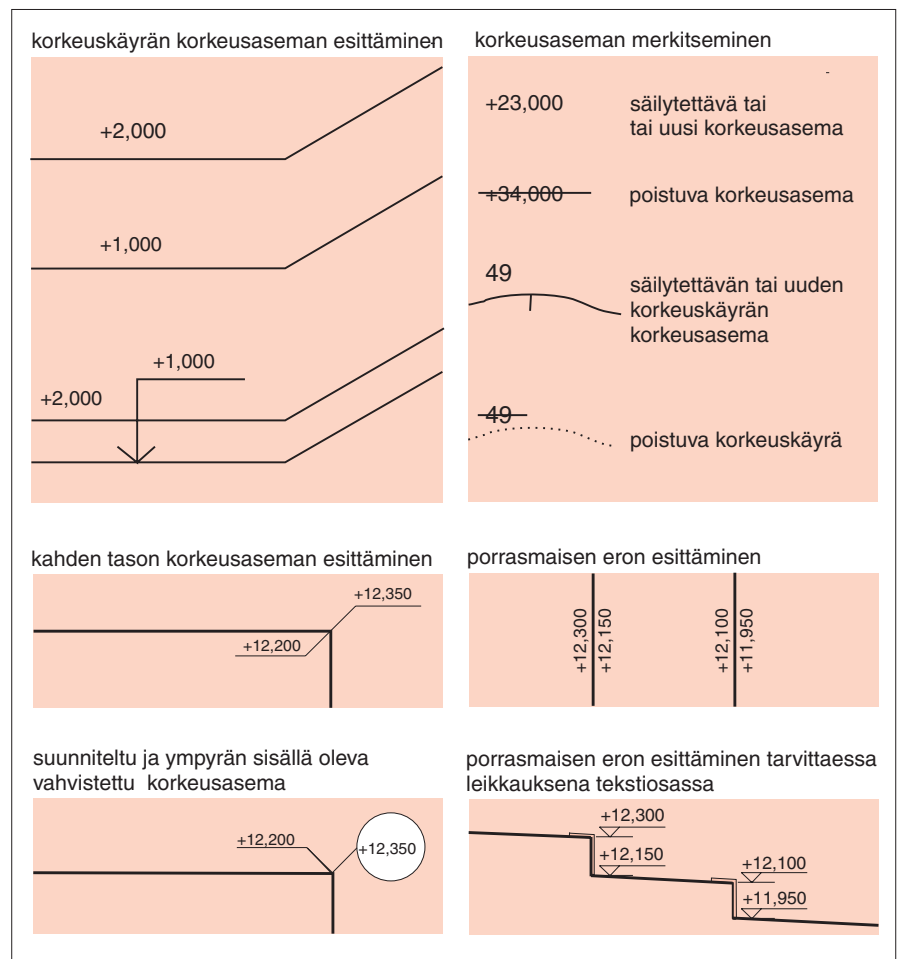 korkeuskäyrän korkeusaseman esittäminen
+2,000
+1,000
+1,000
+2,000
korkeusaseman merkitseminen
+23,000 säilytettävä tai
tai uusi korkeusasema
+34,000 poistuva korkeusasema
49
säilytettävän tai uuden
korkeuskäyrän
korkeusasema
49
poistuva korkeuskäyrä
kahden tason korkeusaseman esittäminen
+12,350
+12,200
porrasmaisen eron esittäminen
+12,300
+12,150
+12,100
+11,950
suunniteltu ja ympyrän sisällä oleva
vahvistettu korkeusasema
+12,200
+12,350
porrasmaisen eron esittäminen tarvittaessa
leikkauksena tekstiosassa
+12,300
+12,150
+12,100
+11,950